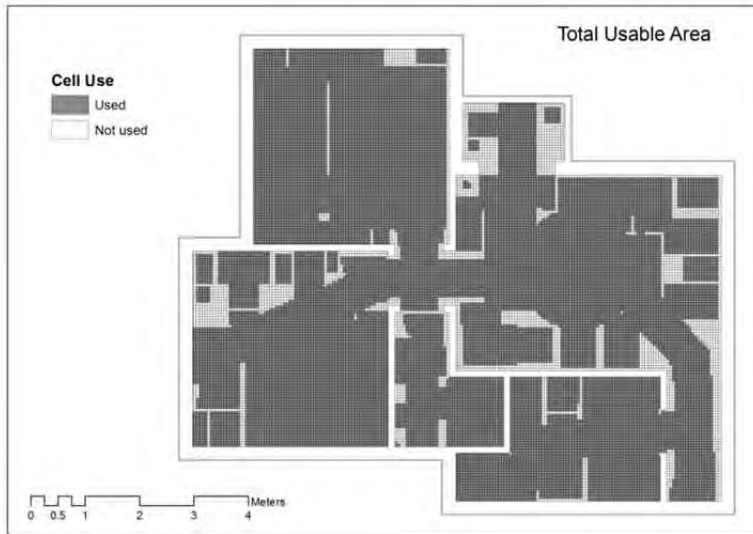 Total Usable Area
Cell Use
Used
Not used
Meters
0 0.5 1 2 3 4